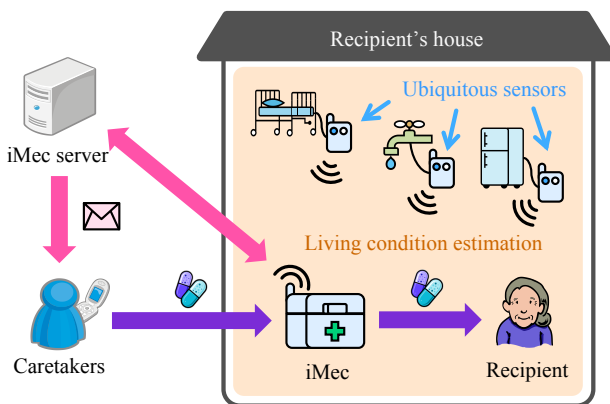 Recipient's house
Ubiquitous sensors
iMec server
Living condition estimation
Caretakers
iMec
Recipient